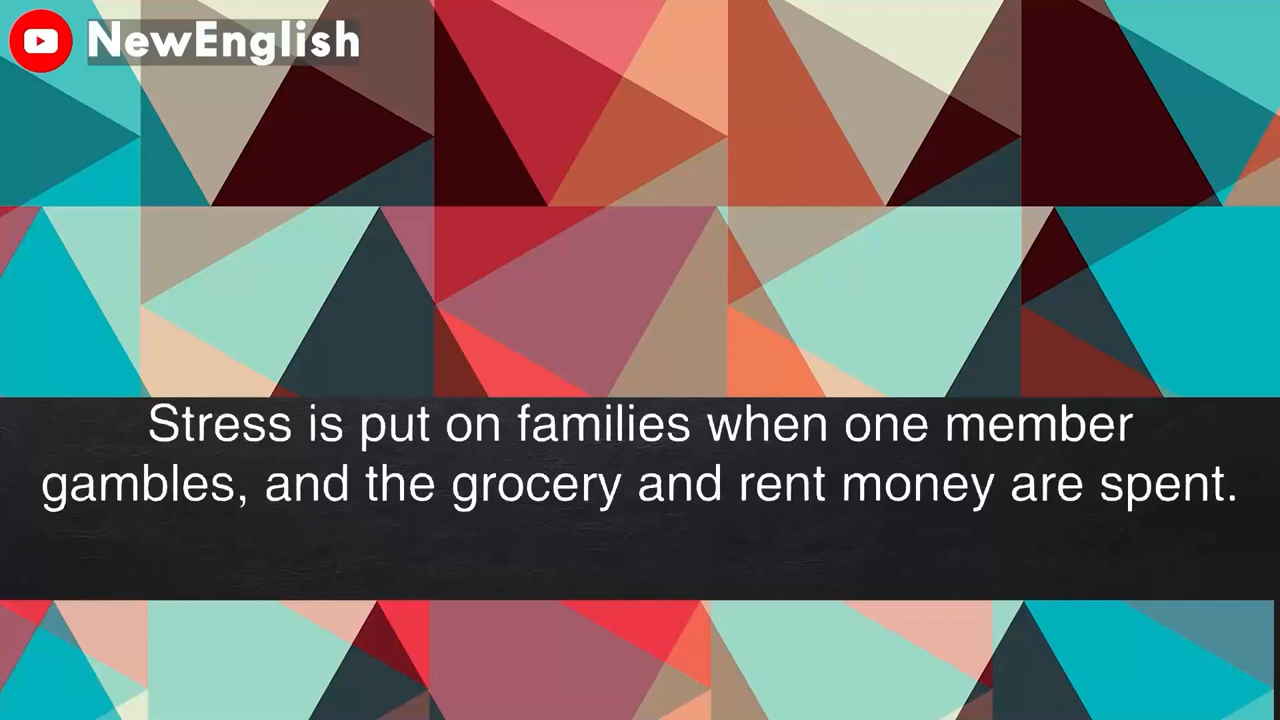 NewEnglish
Stress is put on families when one member
gambles, and the grocery and rent money are spent.